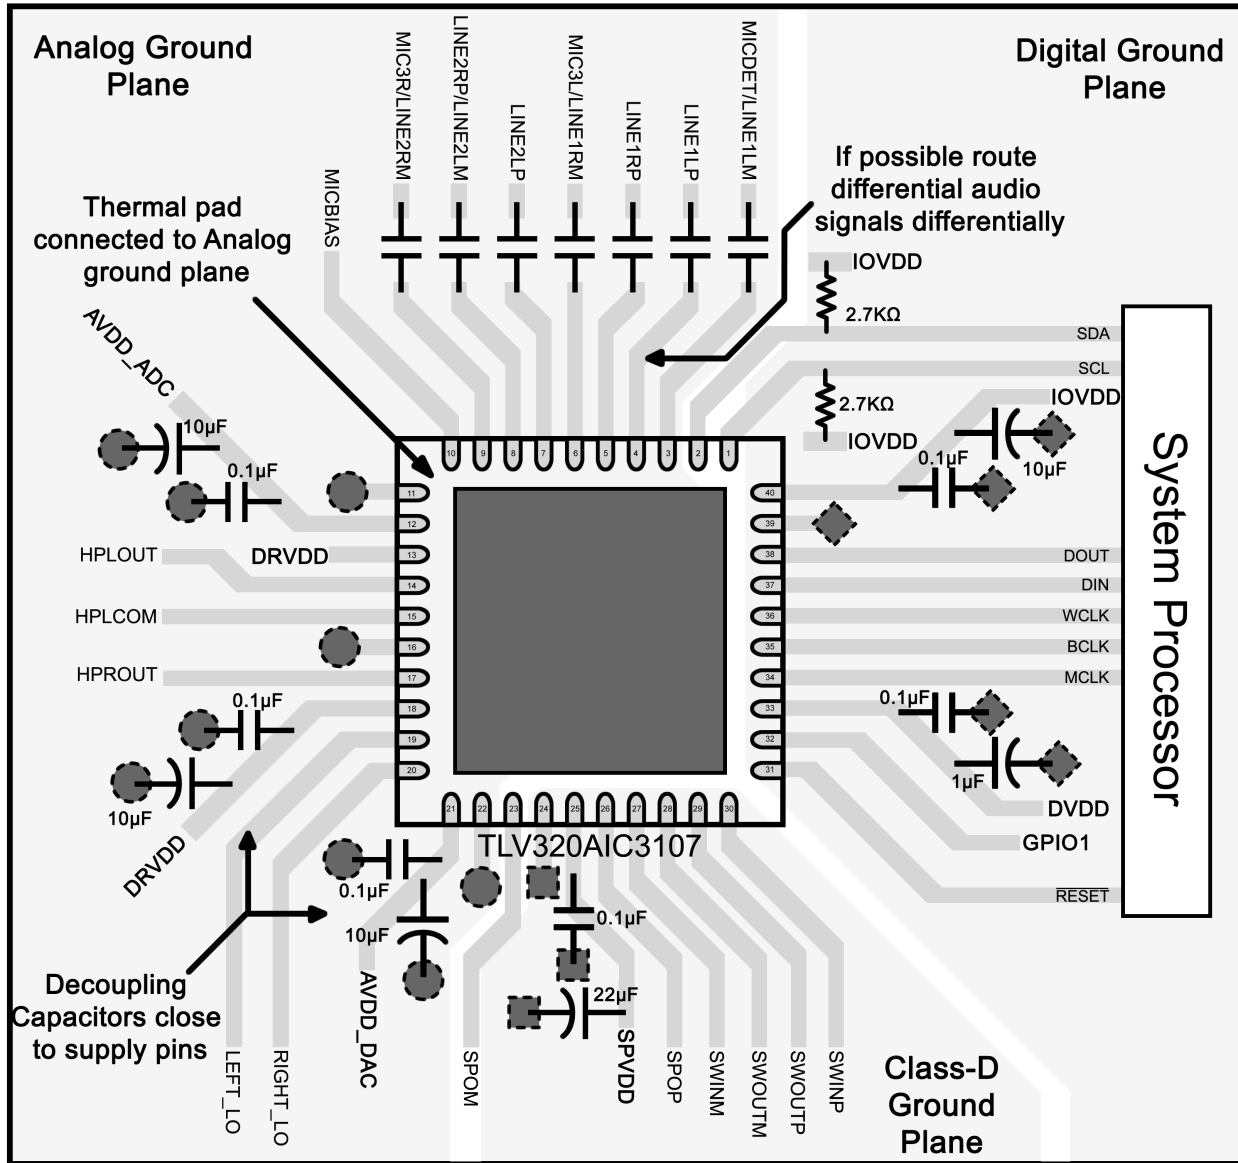 Analog Ground
Plane
Digital Ground
Plane
MICBIAS
MIC3R/LINE2RM
LINE2RP/LINE2LM
LINE2LP
MIC3L/LINE1RM
LINE1RP
LINE1LP
MICDET/LINE1LM
If possible route
differential audio
signals differentially
Thermal pad
connected to Analog
ground plane
IOVDD
2.7KΩ
2.7KΩ
IOVDD
SDA
SCL
IOVDD
10µF
0.1µF
AVDD_ADC
10µF
0.1µF
10
9
8
7
6
5
4
3
2
1
11
12
13
14
15
16
17
18
19
20
DRVDD
HPLOUT
HPLCOM
HPROUT
0.1µF
10µF
DRVDD
40
39
38
37
36
35
34
33
32
31
DOUT
DIN
WCLK
BCLK
MCLK
System Processor
0.1µF
1µF
DVDD
GPIO1
RESET
21
22
23
24
25
26
27
28
29
30
TLV320AIC3107
0.1µF
10µF
0.1µF
22µF
Decoupling
Capacitors close
to supply pins
LEFT_LO
RIGHT_LO
AVDD_DAC
SPOM
SPVDD
SPOP
SWINM
SWOUTM
SWOUTP
SWINP
Class-D
Ground
Plane